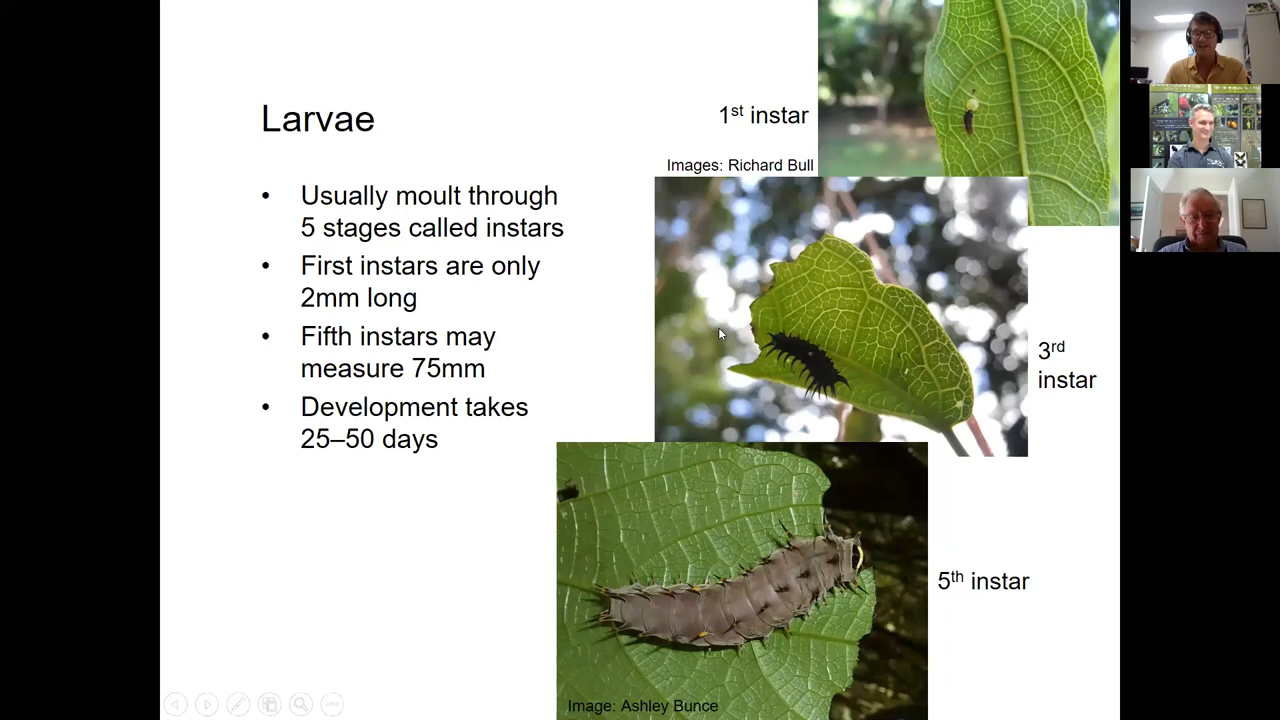 Larvae
• Usually moult through
5 stages called instars
• First instars are only
2mm long
• Fifth instars may
measure 75mm
• Development takes
25–50 days
1st instar
Images: Richard Bull
3rd
instar
5th instar
Image: Ashley Bunce